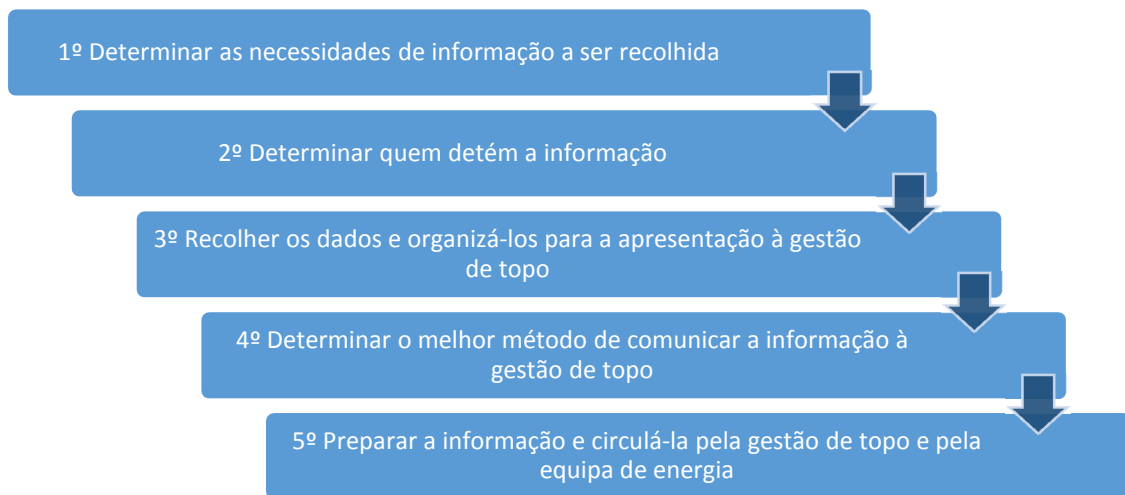 1º Determinar as necessidades de informação a ser recolhida
2º Determinar quem detém a informação
3º Recolher os dados e organizá-los para a apresentação à gestão
de topo
4º Determinar o melhor método de comunicar a informação à
gestão de topo
5º Preparar a informação e circulá-la pela gestão de topo e pela
equipa de energia